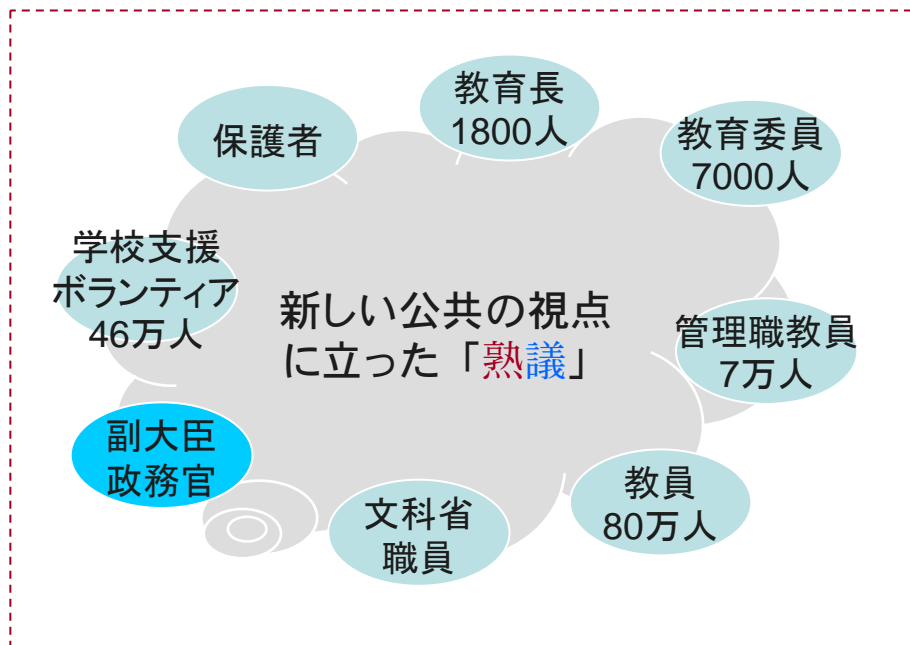 教育長
1800人
保護者
教育委員
7000人
学校支援
ボランティア
46万人
新しい公共の視点
に立った「熟議」
管理職教員
7万人
副大臣
政務官
教員
80万人
文科省
職員